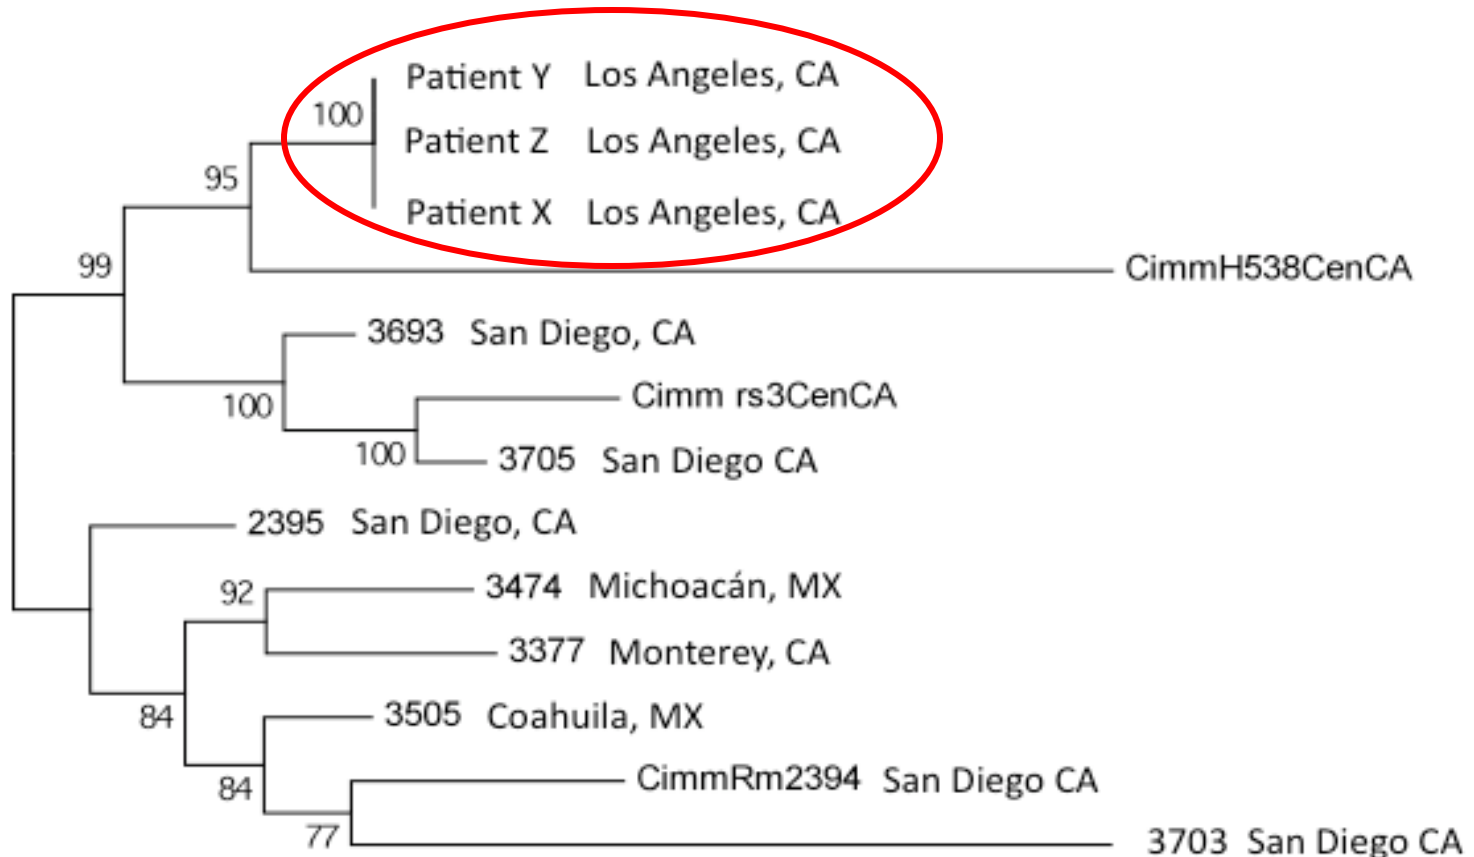 Patient Y Los Angeles, CA
100
Patient Z Los Angeles, CA
95
Patient X Los Angeles, CA
99
CimmH538CenCA
3693 San Diego, CA
Cimm rs3CenCA
100
100
3705 San Diego CA
2395 San Diego, CA
92
3474 Michoacán, MX
3377 Monterey, CA
84
3505 Coahuila, MX
84
CimmRm2394 San Diego CA
77
3703 San Diego CA